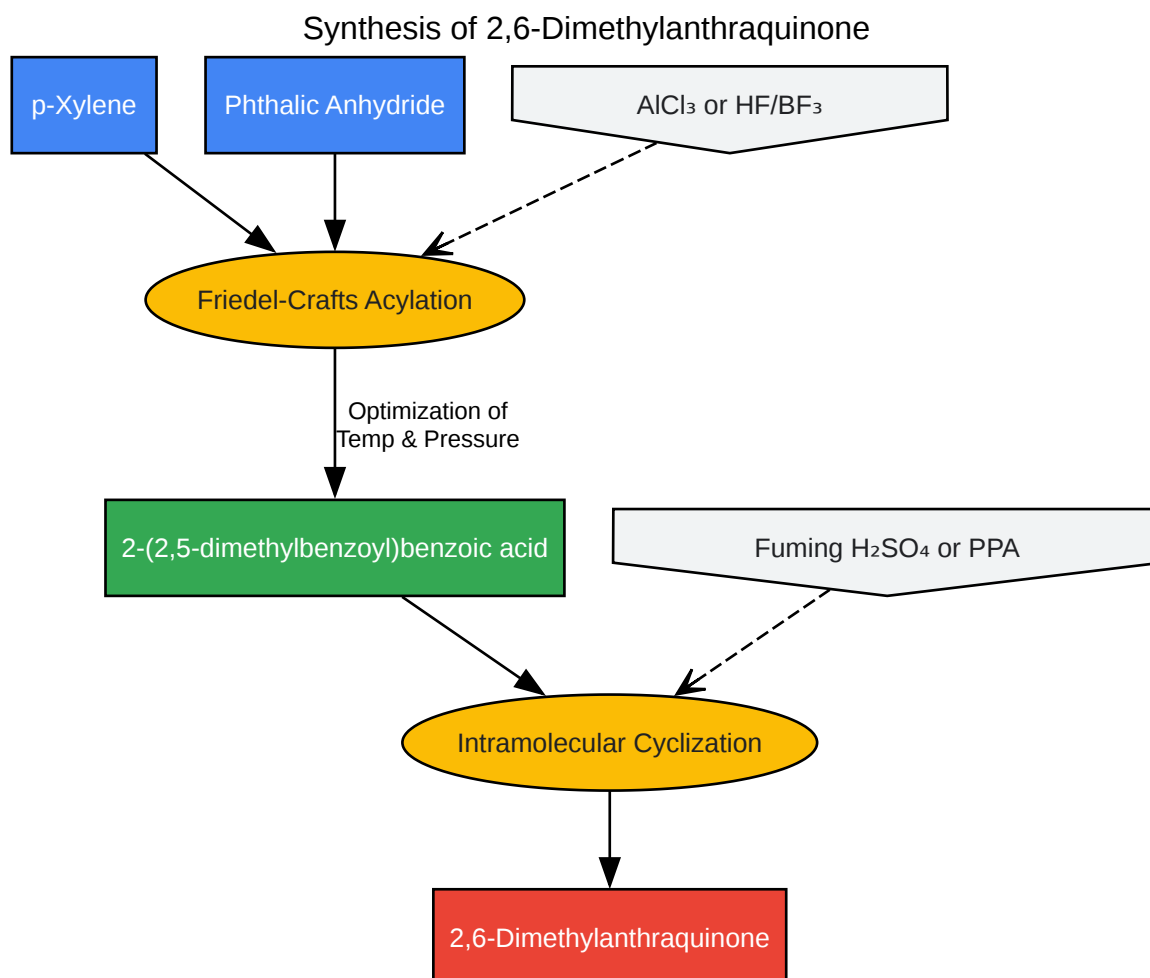 Synthesis of 2,6-Dimethylanthraquinone
p-Xylene
Phthalic Anhydride
AlCl₃ or HF/BF₃
Friedel-Crafts Acylation
Optimization of
Temp & Pressure
2-(2,5-dimethylbenzoyl)benzoic acid
Fuming H₂SO₄ or PPA
Intramolecular Cyclization
2,6-Dimethylanthraquinone